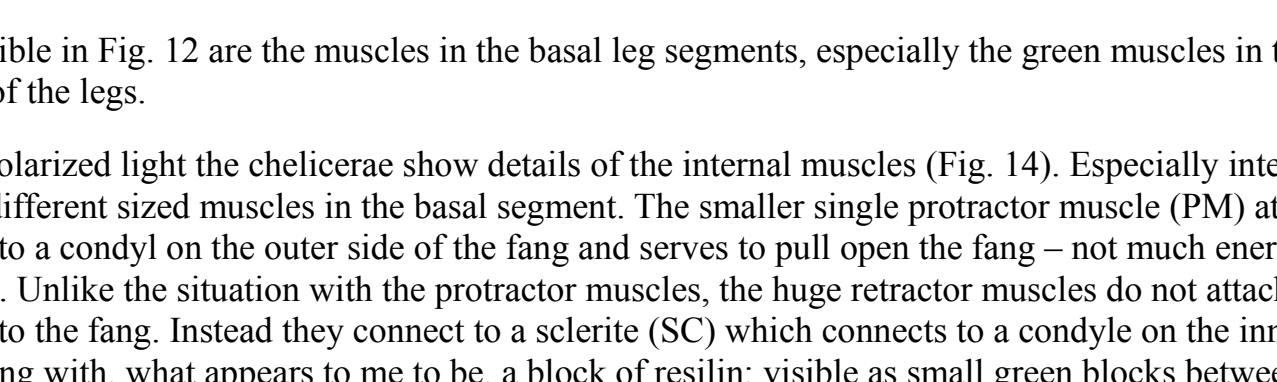 ible in Fig. 12 are the muscles in the basal leg segments, especially the green muscles in t
of the legs.
olarized light the chelicerae show details of the internal muscles (Fig. 14). Especially inte
different sized muscles in the basal segment. The smaller single protractor muscle (PM) at
to a condyl on the outer side of the fang and serves to pull open the fang – not much ener
. Unlike the situation with the protractor muscles, the huge retractor muscles do not attach
to the fang. Instead they connect to a sclerite (SC) which connects to a condyle on the inn
ng with, what appears to me to be, a block of resilin; visible as small green blocks betwee